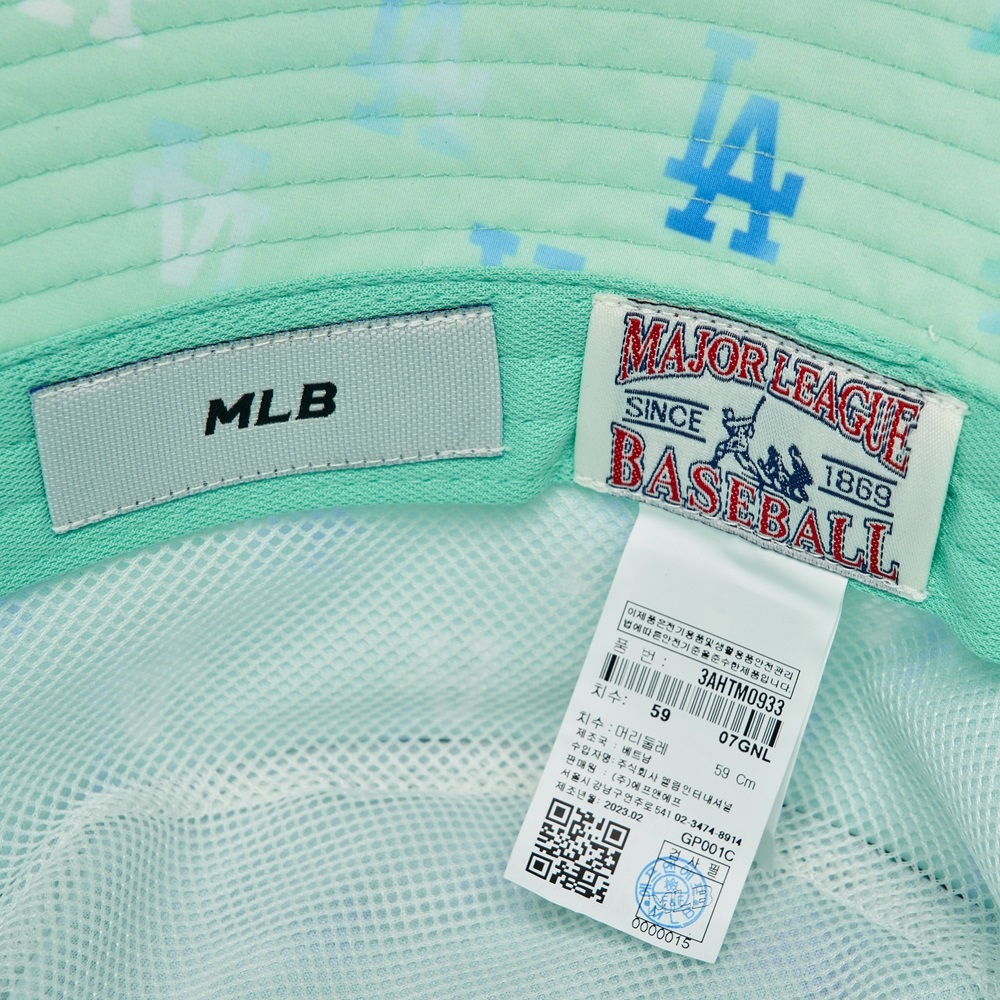 LA
MLB
MAJOR LEAGUE
SINCE
1869
BASEBALL
이제품은전기용품및생활용품안전관리
법에따른안전기준을준수한제품입니다
품 번 :
3AHTM0933
치수: 59
07GNL
치수 : 머리둘레
59 Cm
제조국 : 베트남
수입자명: 주식회사 엘림인터내셔널
판매원 : (주)에프앤에프
서울시강남구언주로541 02-3474-8914
제조년월: 2023.02
GP001C
검사필
0000015